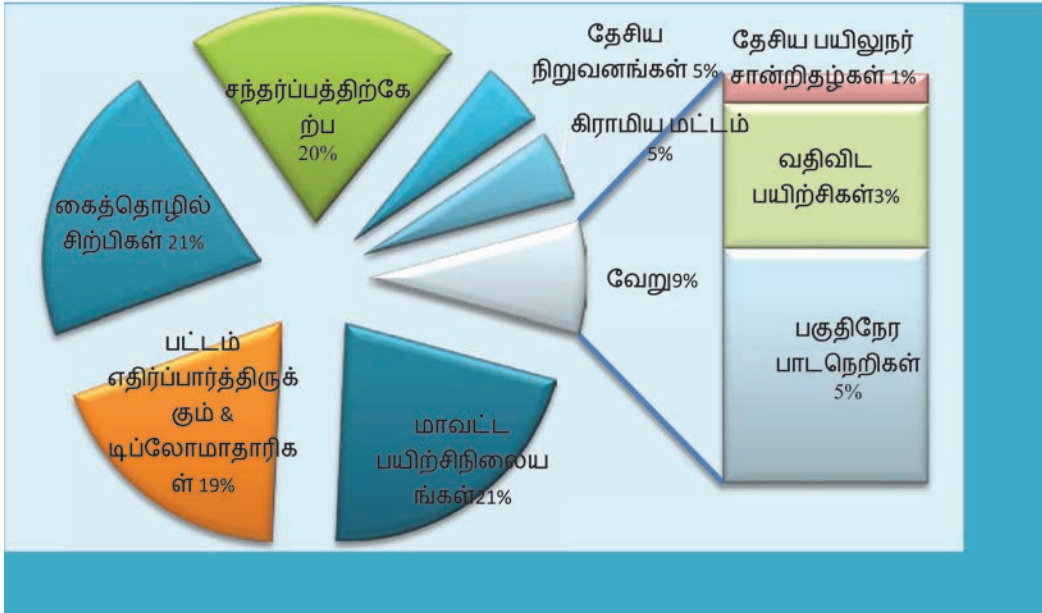 தேசிய
நிறுவனங்கள் 5%
தேசிய பயிலுநர்
சான்றிதழ்கள் 1%
சந்தர்ப்பத்திற்கே
ற்ப
20%
கிராமிய மட்டம்
5%
வதிவிட
பயிற்சிகள்3%
கைத்தொழில்
சிற்பிகள் 21%
வேறு9%
பகுதிநேர
பாடநெறிகள்
5%
பட்டம்
எதிர்ப்பார்த்திருக்
கும் &
டிப்லோமாதாரிக
ள் 19%
மாவட்ட
பயிற்சிநிலைய
ங்கள்21%